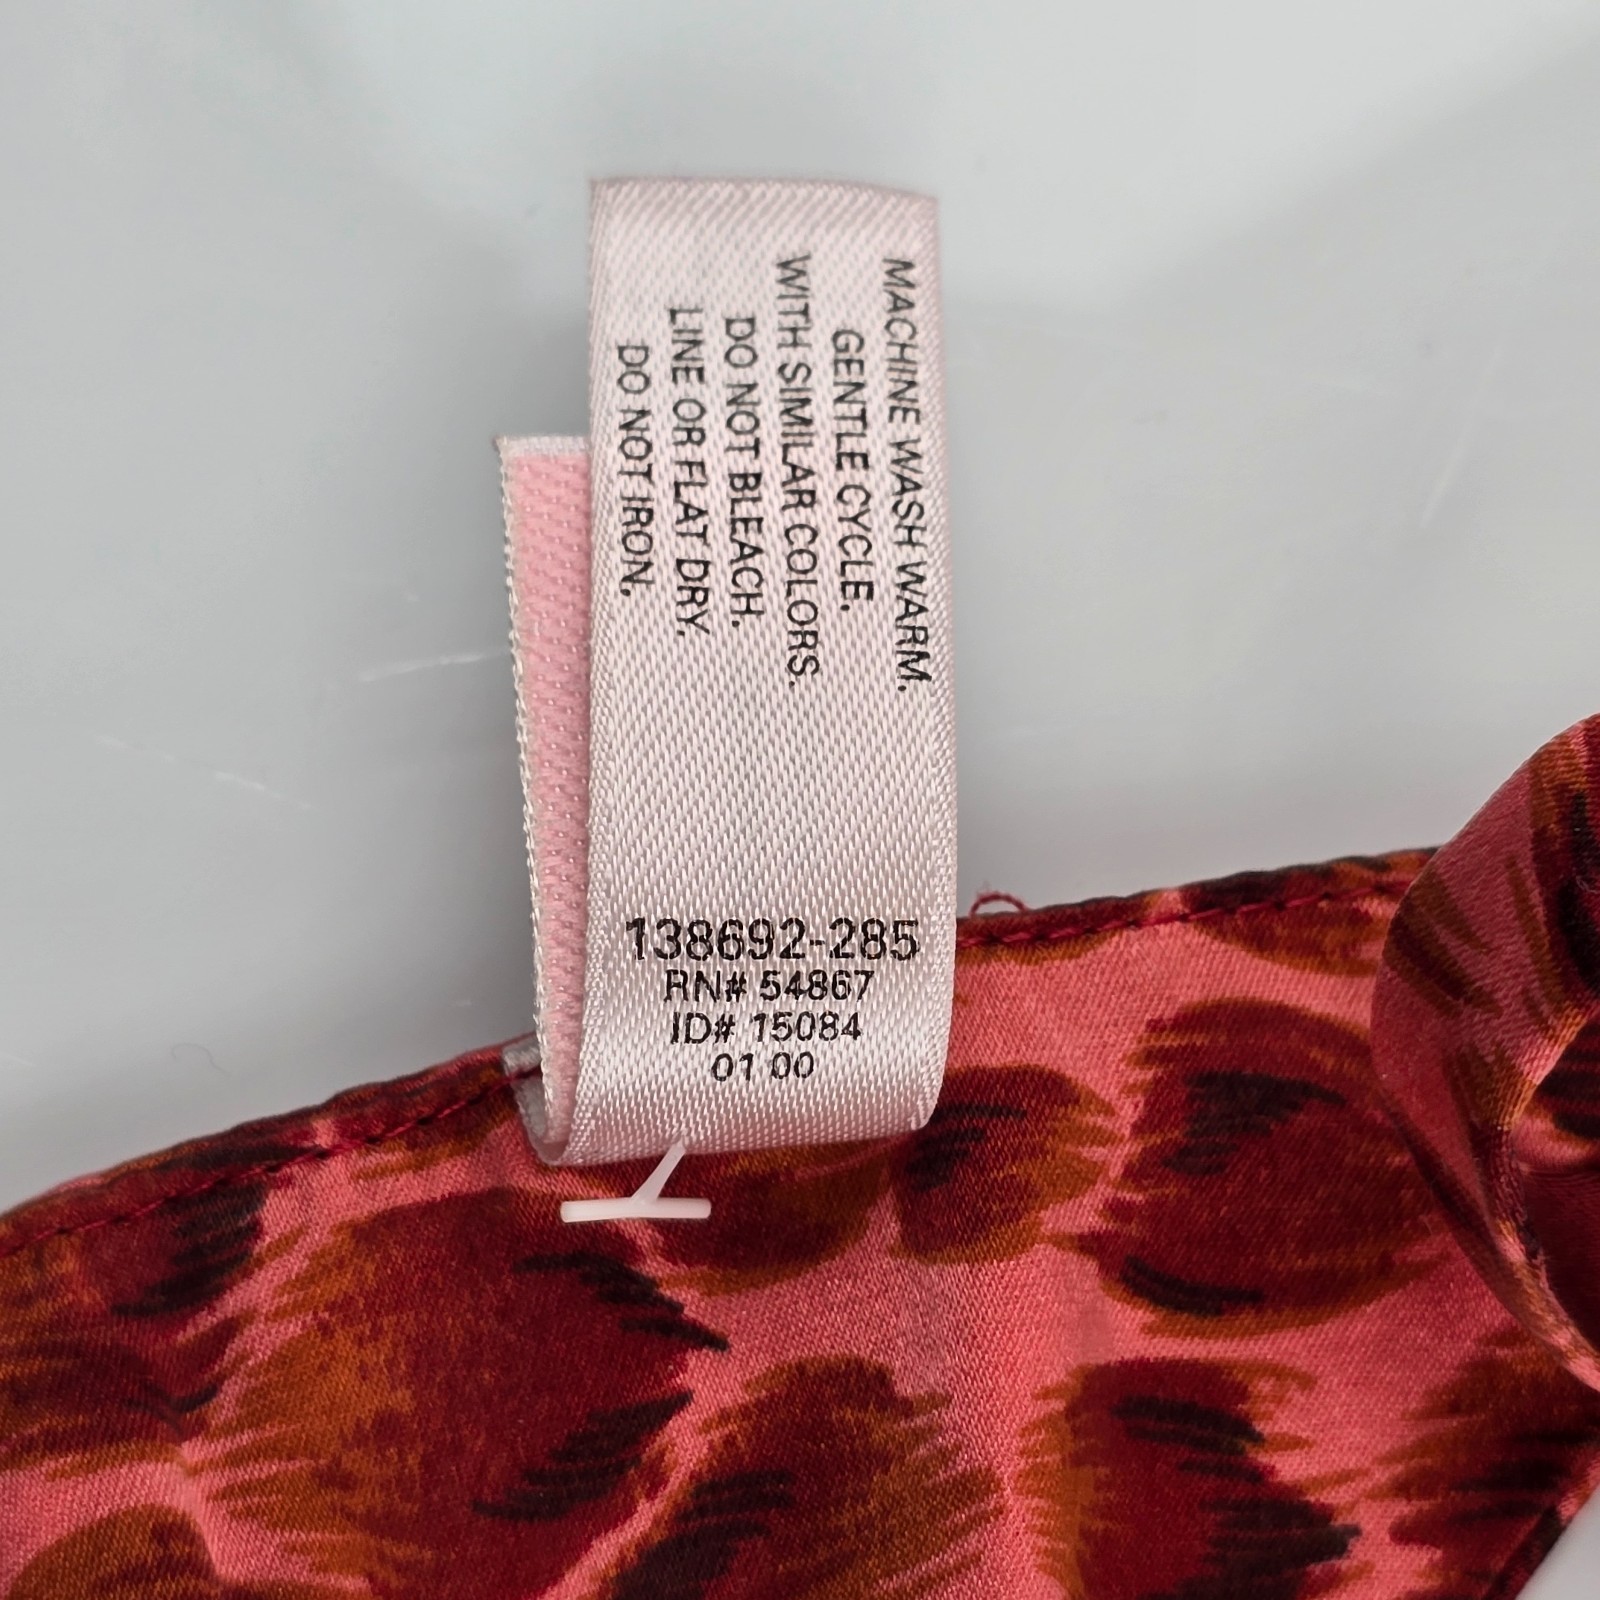 MACHINE WASH WARM.
GENTLE CYCLE.
WITH SIMILAR COLORS.
DO NOT BLEACH.
LINE OR FLAT DRY.
DO NOT IRON.
138692-285
RN# 54867
ID# 15084
01 00